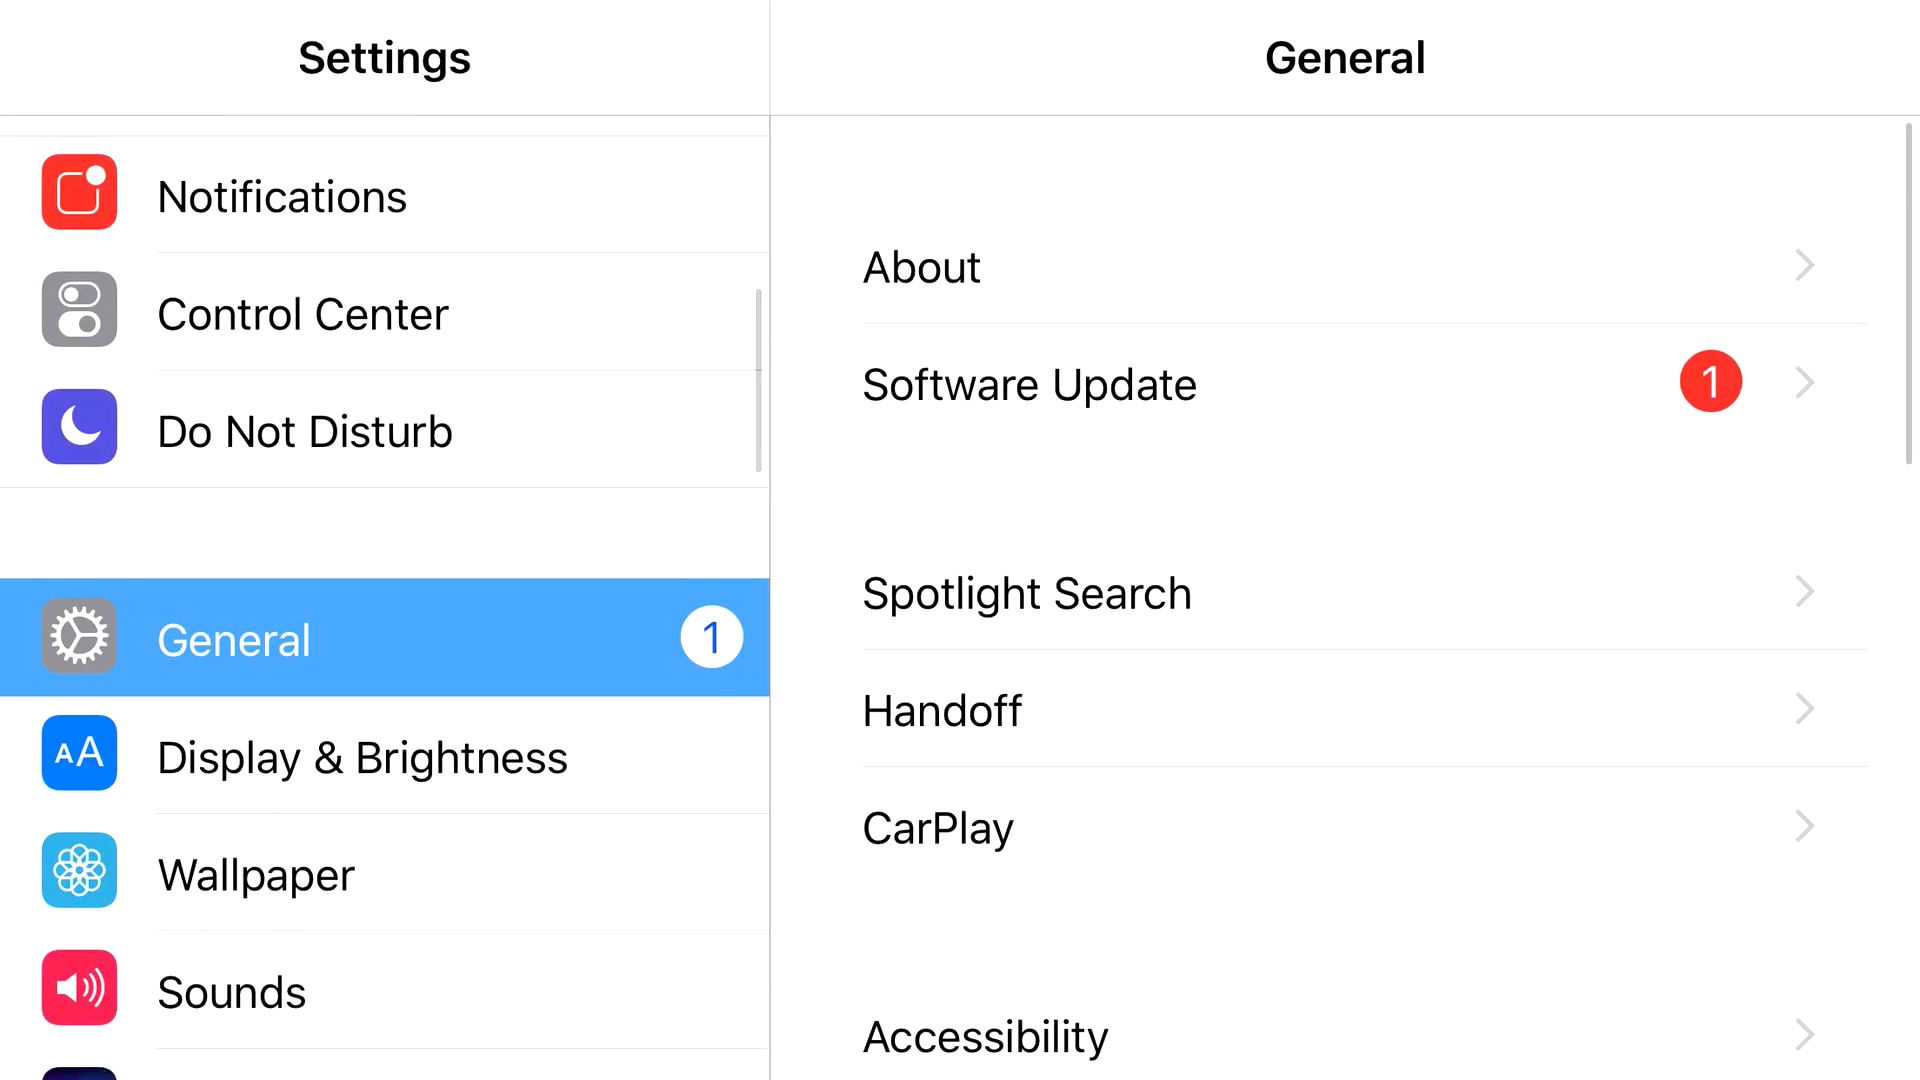 Settings
General
Notifications
Control Center
Do Not Disturb
General 1
AA Display & Brightness
Wallpaper
Sounds
About
Software Update 1
Spotlight Search
Handoff
CarPlay
Accessibility